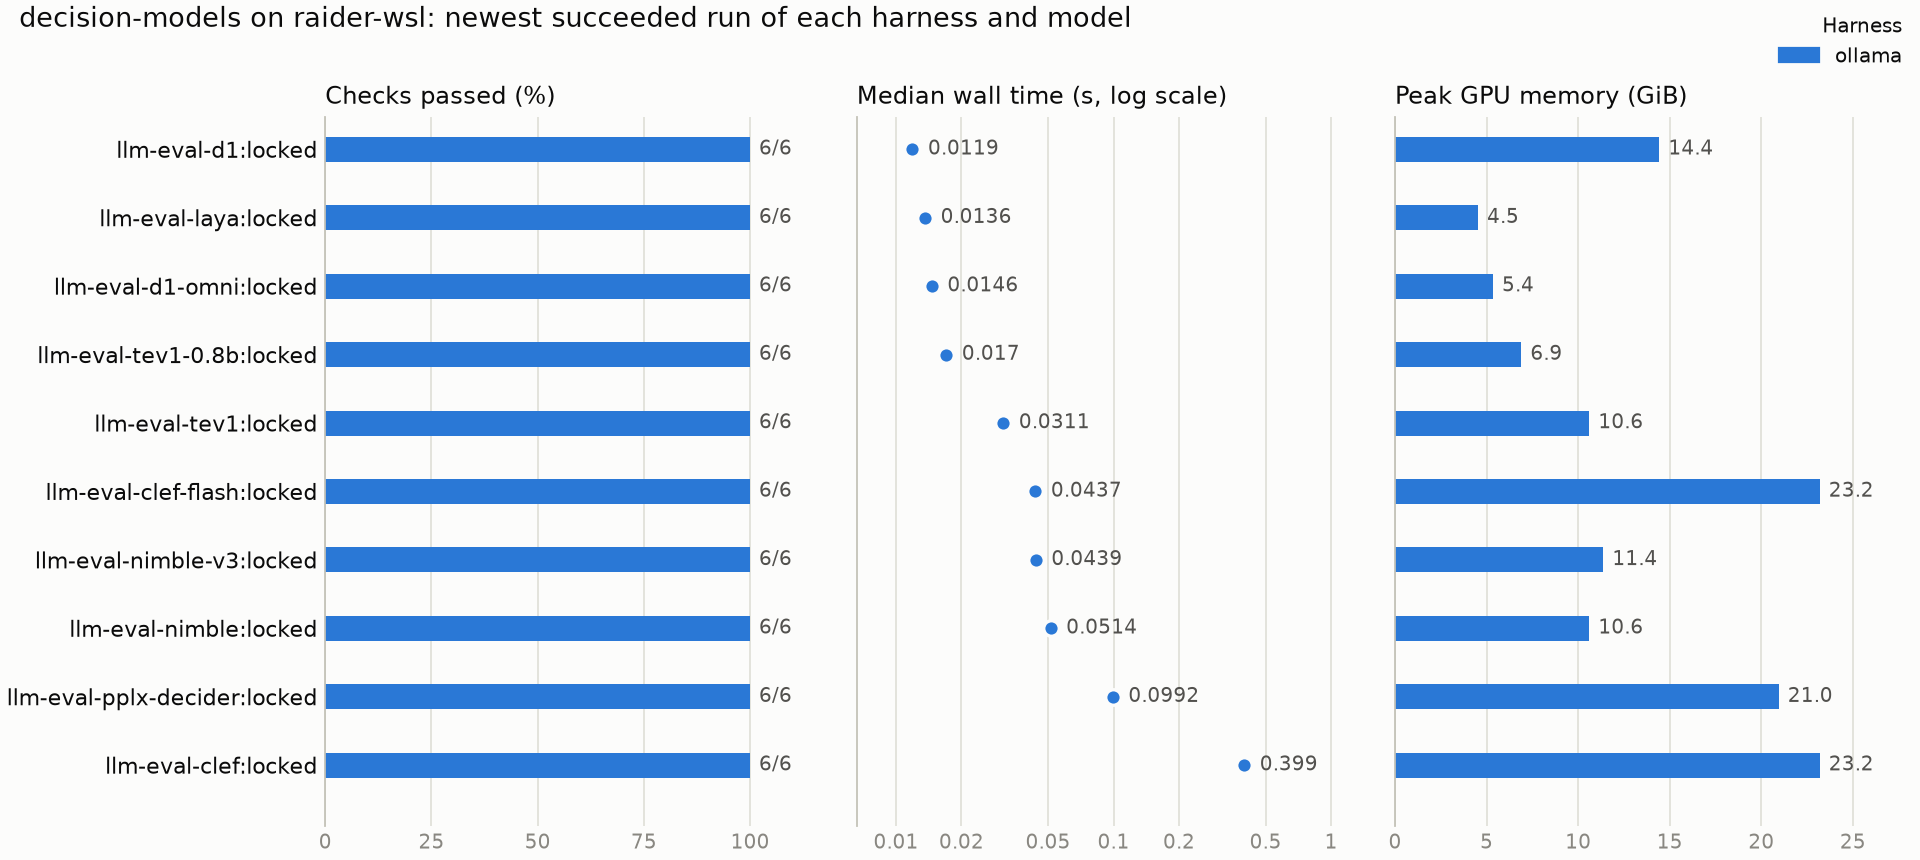 decision-models on raider-wsl: newest succeeded run of each harness and model
Harness
ollama
Checks passed (%)
Median wall time (s, log scale)
Peak GPU memory (GiB)
llm-eval-d1:locked 6/6 0.0119 14.4
llm-eval-laya:locked 6/6 0.0136 4.5
llm-eval-d1-omni:locked 6/6 0.0146 5.4
llm-eval-tev1-0.8b:locked 6/6 0.017 6.9
llm-eval-tev1:locked 6/6 0.0311 10.6
llm-eval-clef-flash:locked 6/6 0.0437 23.2
llm-eval-nimble-v3:locked 6/6 0.0439 11.4
llm-eval-nimble:locked 6/6 0.0514 10.6
llm-eval-pplx-decider:locked 6/6 0.0992 21.0
llm-eval-clef:locked 6/6 0.399 23.2
0 25 50 75 100
0.01 0.02 0.05 0.1 0.2 0.5 1
0 5 10 15 20 25